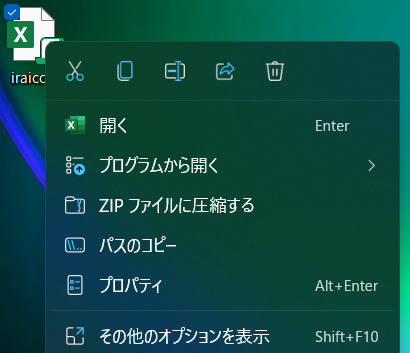 開く Enter
プログラムから開く
ZIP ファイルに圧縮する
パスのコピー
プロパティ Alt+Enter
その他のオプションを表示 Shift+F10